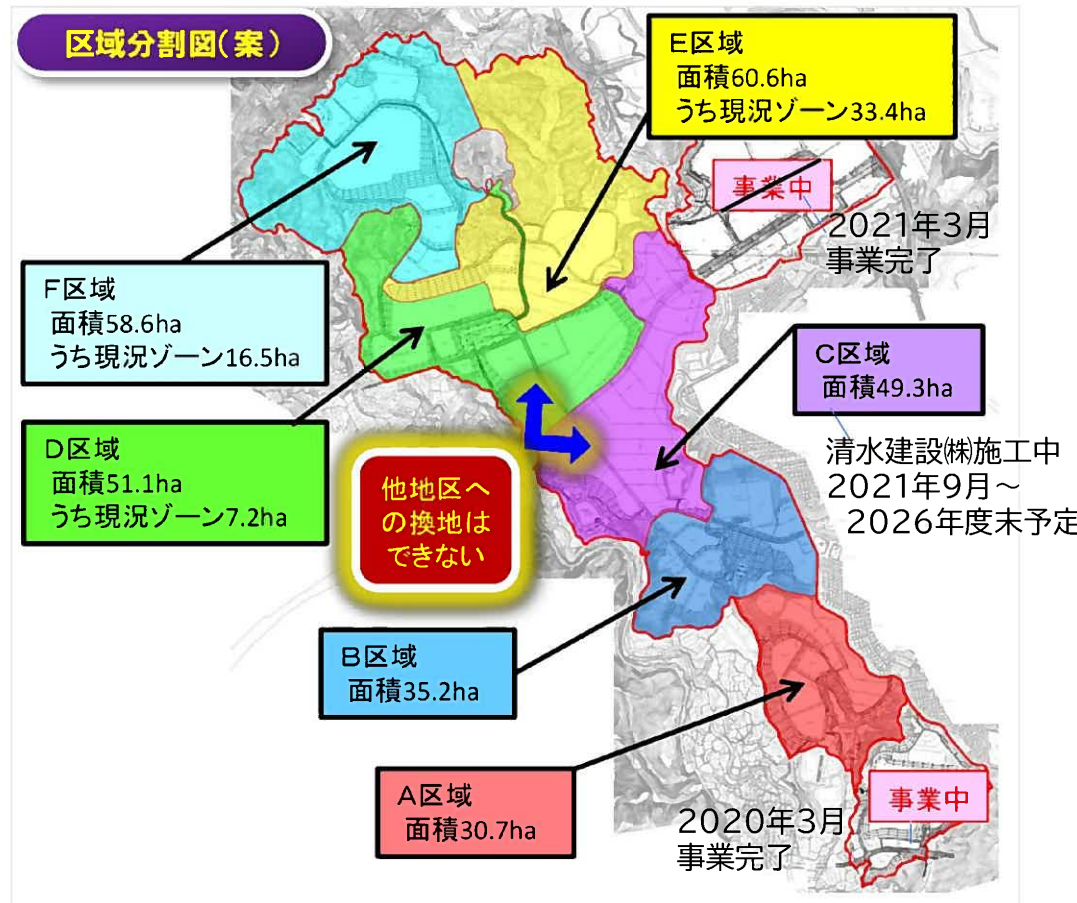 区域分割図(案)
E区域
面積60.6ha
うち現況ゾーン33.4ha
事業中
2021年3月
事業完了
F区域
面積58.6ha
うち現況ゾーン16.5ha
C区域
面積49.3ha
D区域
面積51.1ha
うち現況ゾーン7.2ha
他地区へ
の換地は
できない
清水建設㈱施工中
2021年9月～
2026年度末予定
B区域
面積35.2ha
A区域
面積30.7ha
事業中
2020年3月
事業完了